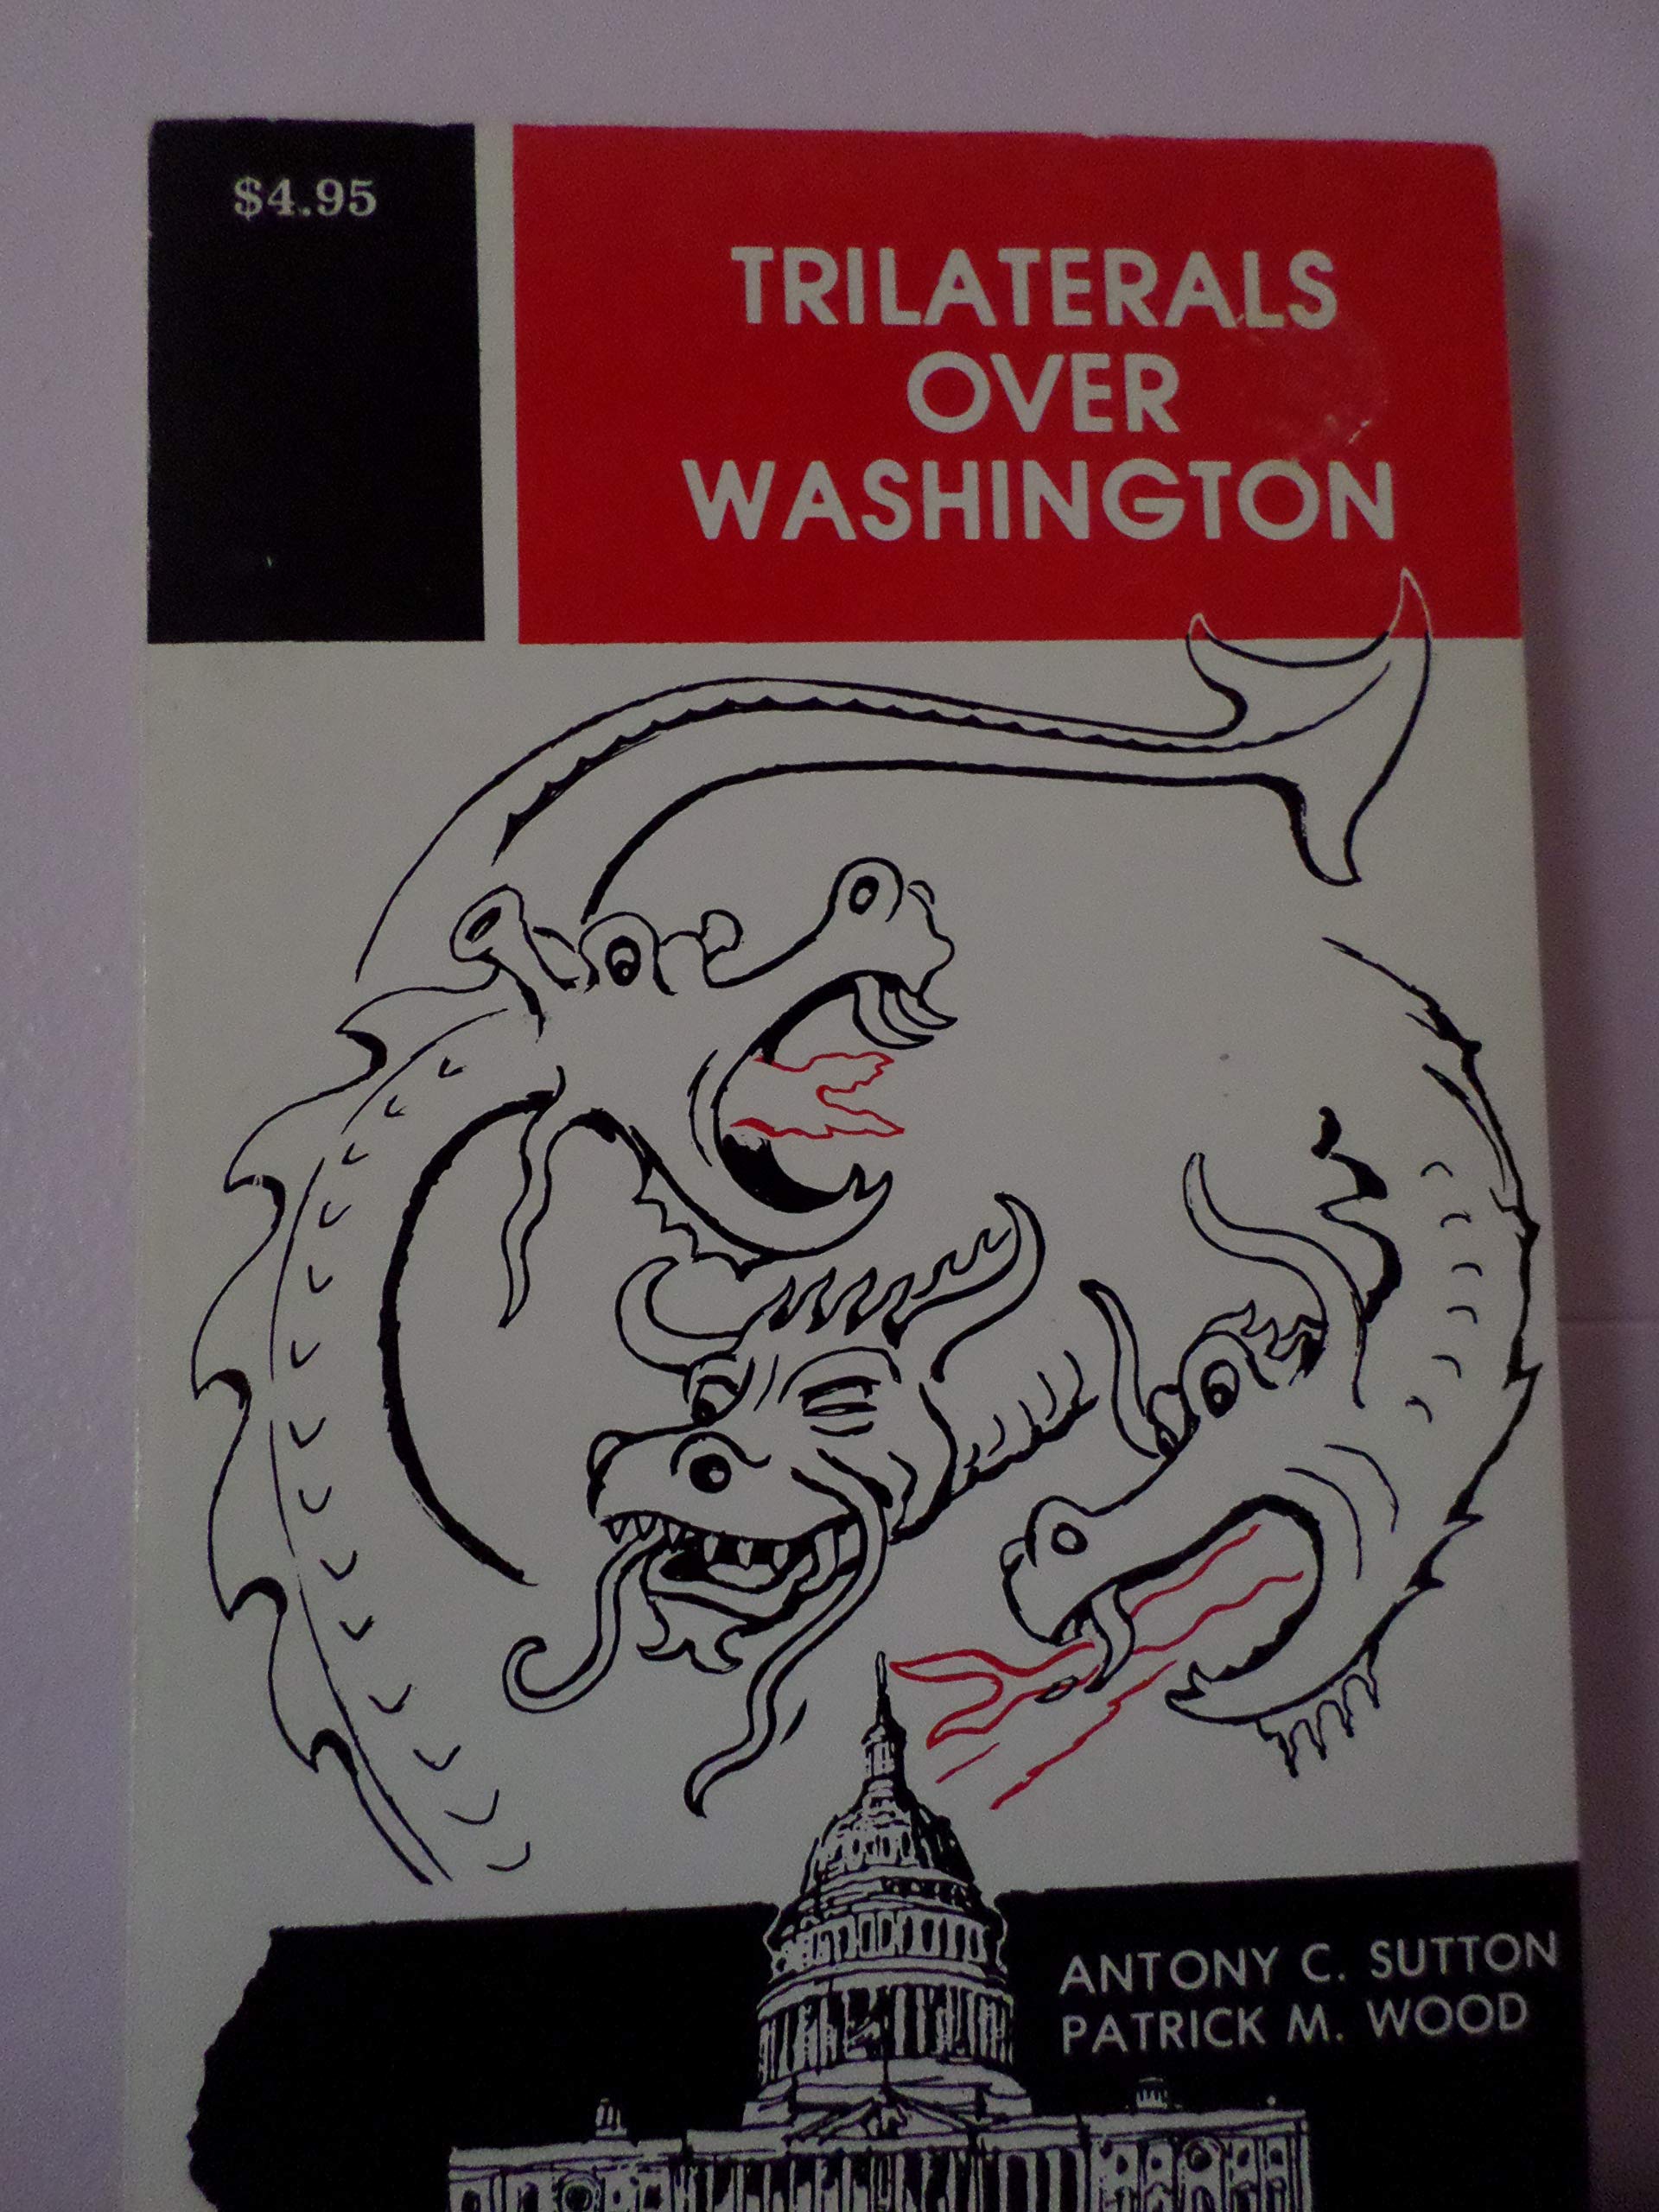 $4.95
TRILATERALS
OVER
WASHINGTON
ANTONY C. SUTTON
PATRICK M. WOOD